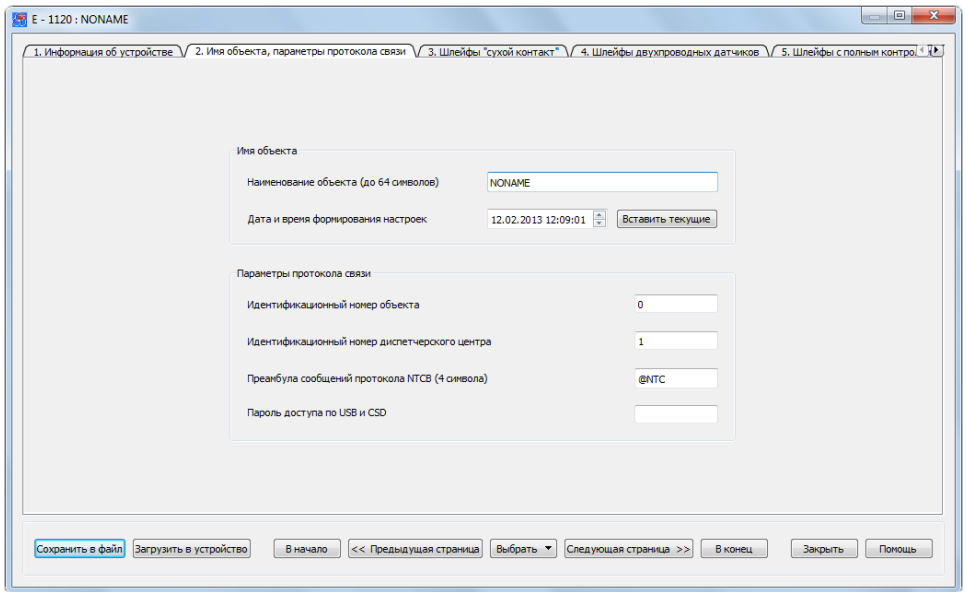 E - 1120 : NONAME
1. Информация об устройстве 2. Имя объекта, параметры протокола связи 3. Шлейфы "сухой контакт" 4. Шлейфы двухпроводных датчиков 5. Шлейфы с полным контро
Имя объекта
Наименование объекта (до 64 символов) NONAME
Дата и время формирования настроек 12.02.2013 12:09:01 Вставить текущие
Параметры протокола связи
Идентификационный номер объекта 0
Идентификационный номер диспетчерского центра 1
Преамбула сообщений протокола NTCB (4 символа) @NTC
Пароль доступа по USB и CSD
Сохранить в файл Загрузить в устройство В начало << Предыдущая страница Выбрать Следующая страница >> В конец Закрыть Помощь